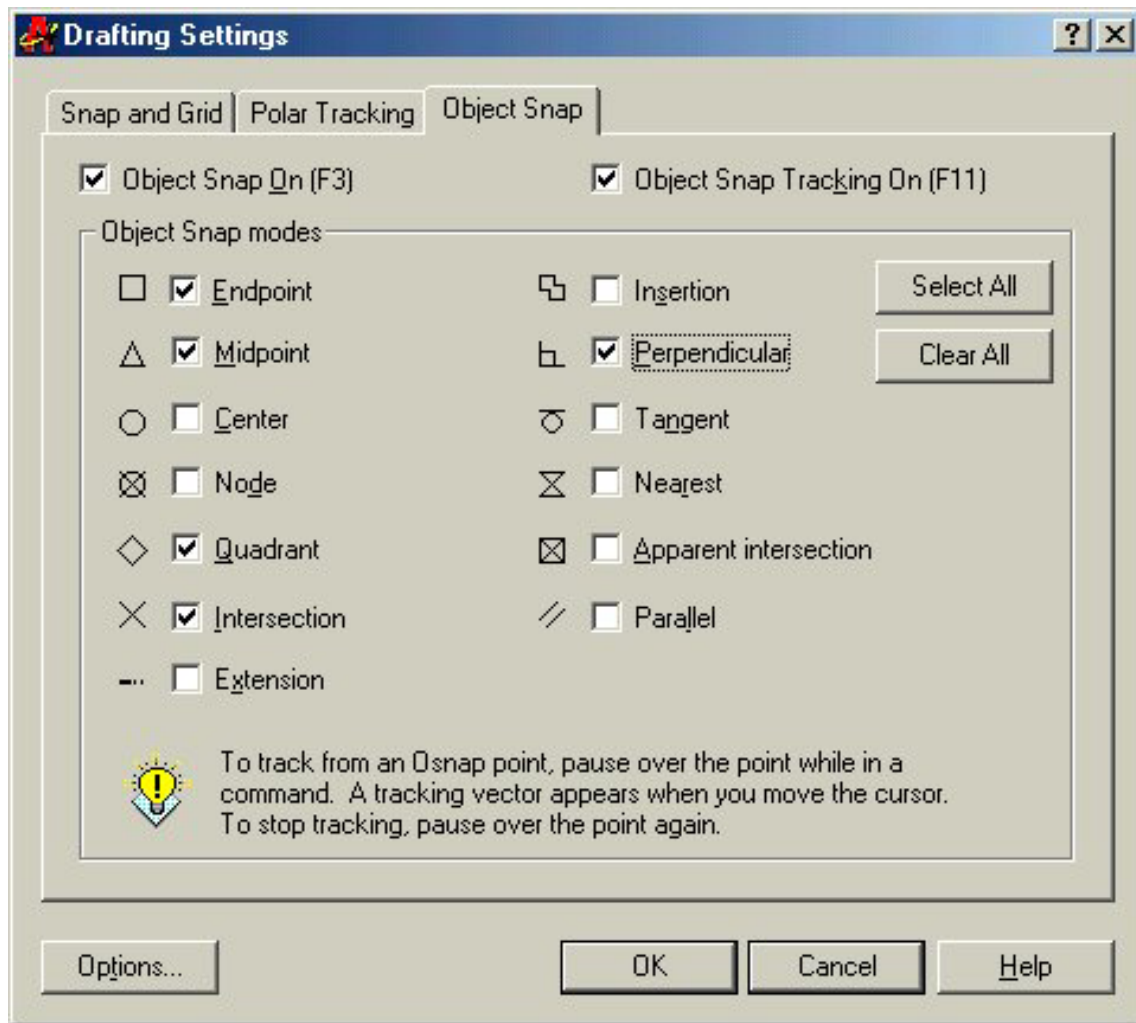 Drafting Settings
Snap and Grid
Polar Tracking
Object Snap
Object Snap On (F3)
Object Snap Tracking On (F11)
Object Snap modes
Endpoint
Midpoint
Center
Node
Quadrant
Intersection
Extension
Insertion
Perpendicular
Tangent
Nearest
Apparent intersection
Parallel
Select All
Clear All
To track from an Osnap point, pause over the point while in a
command. A tracking vector appears when you move the cursor.
To stop tracking, pause over the point again.
Options...
OK
Cancel
Help